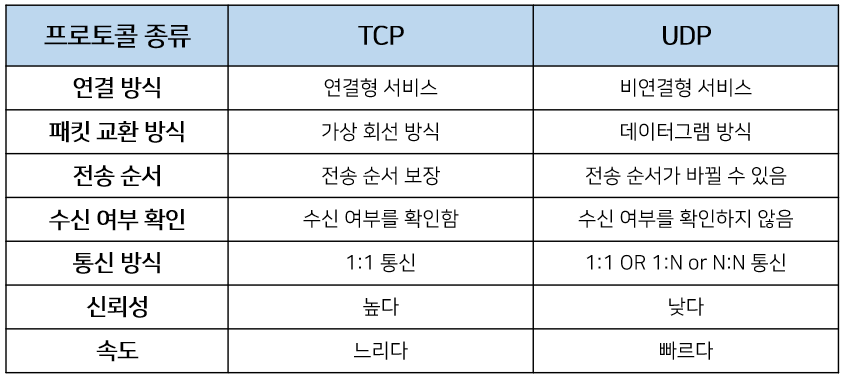 프로토콜 종류 TCP UDP
연결 방식 연결형 서비스 비연결형 서비스
패킷 교환 방식 가상 회선 방식 데이터그램 방식
전송 순서 전송 순서 보장 전송 순서가 바뀔 수 있음
수신 여부 확인 수신 여부를 확인함 수신 여부를 확인하지 않음
통신 방식 1:1 통신 1:1 OR 1:N or N:N 통신
신뢰성 높다 낮다
속도 느리다 빠르다